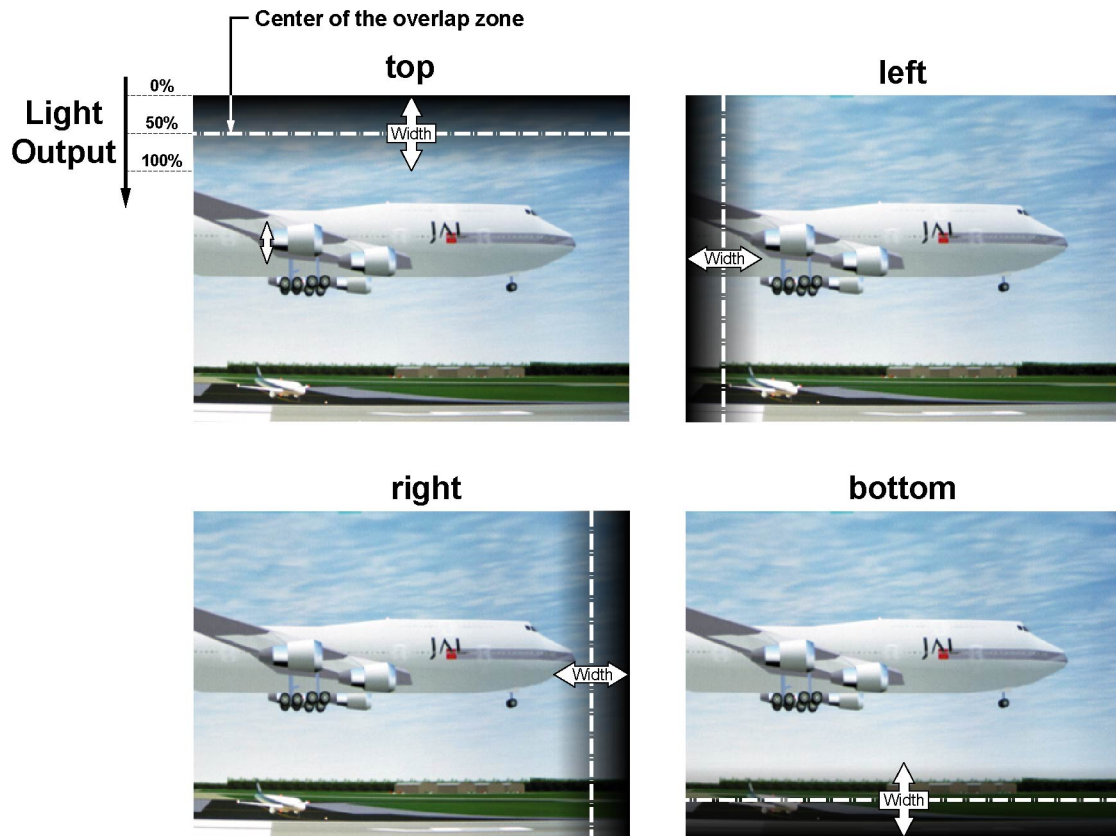 Center of the overlap zone
top
left
0%
Light
Output
50%
100%
Width
JAL
JAL
Width
right
bottom
JAL
JAL
Width
Width